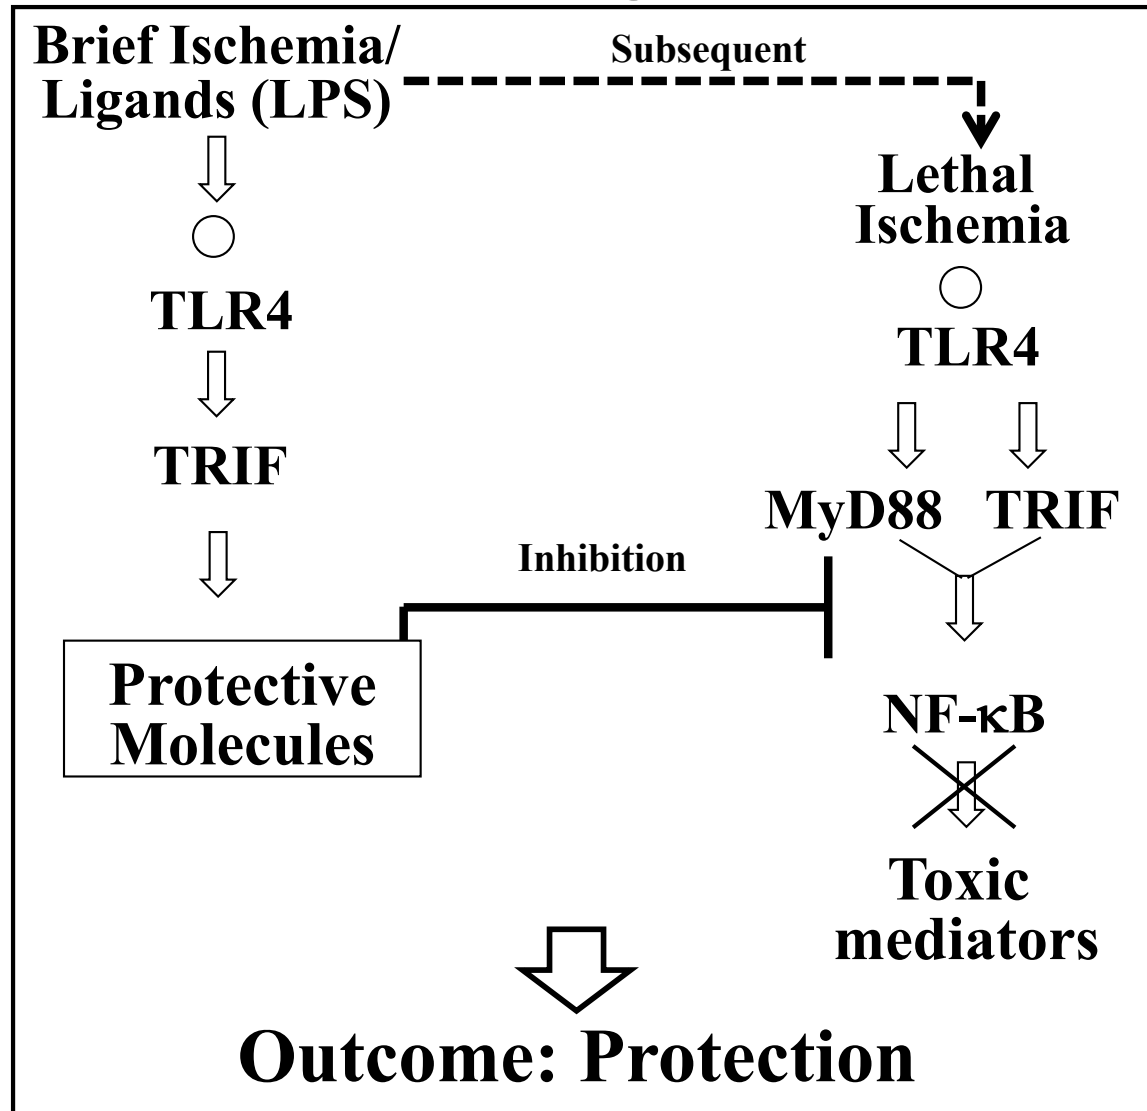 Brief Ischemia/
Ligands (LPS)
Subsequent
Lethal
Ischemia
TLR4
TLR4
TRIF
MyD88 TRIF
Inhibition
Protective
Molecules
NF-κB
Toxic
mediators
Outcome: Protection